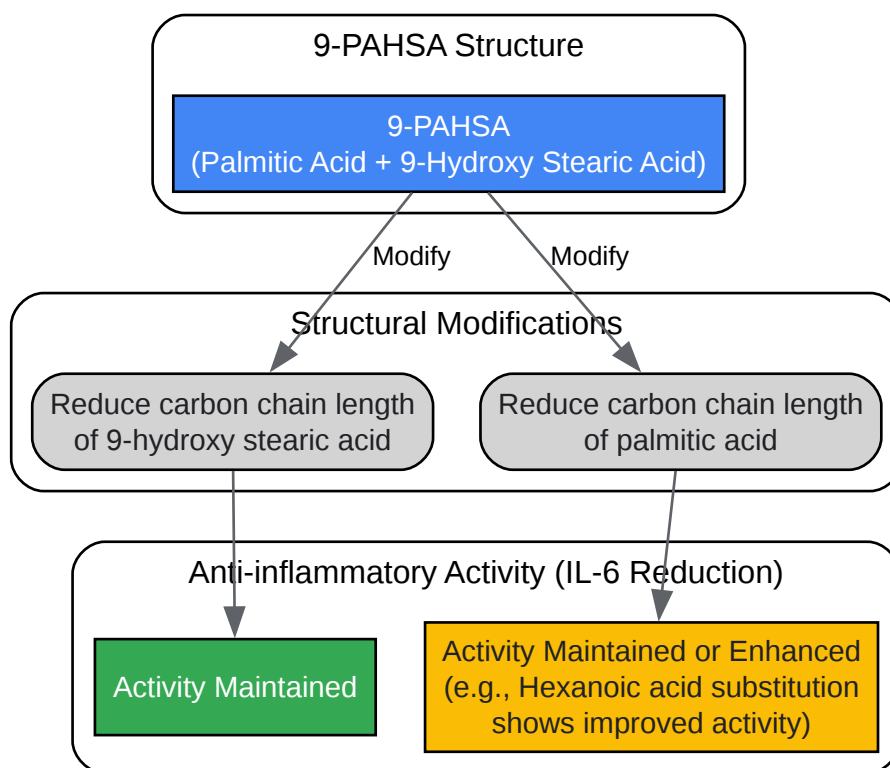 9-PAHSA Structure
9-PAHSA
(Palmitic Acid + 9-Hydroxy Stearic Acid)
Modify
Modify
Structural Modifications
Reduce carbon chain length
of 9-hydroxy stearic acid
Reduce carbon chain length
of palmitic acid
Anti-inflammatory Activity (IL-6 Reduction)
Activity Maintained
Activity Maintained or Enhanced
(e.g., Hexanoic acid substitution
shows improved activity)